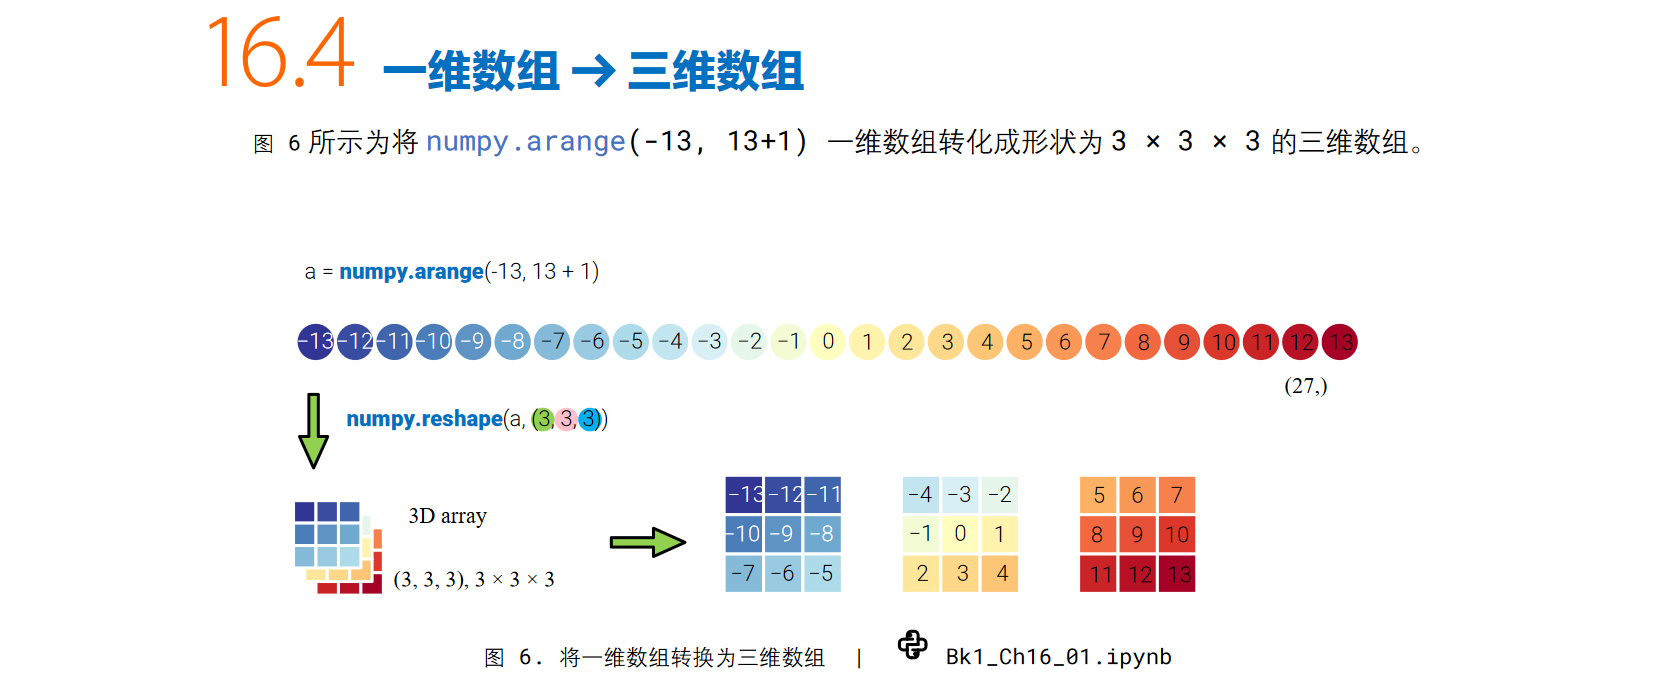 16.4 一维数组 → 三维数组
图 6 所示为将 numpy.arange(-13, 13+1) 一维数组转化成形状为 3 × 3 × 3 的三维数组。
a = numpy.arange(-13, 13 + 1)
−13 −12 −11 −10 −9 −8 −7 −6 −5 −4 −3 −2 −1 0 1 2 3 4 5 6 7 8 9 10 11 12 13
(27,)
numpy.reshape(a, (3, 3, 3))
3D array
(3, 3, 3), 3 × 3 × 3
−13 −12 −11
−10 −9 −8
−7 −6 −5
−4 −3 −2
−1 0 1
2 3 4
5 6 7
8 9 10
11 12 13
图 6. 将一维数组转换为三维数组 | Bk1_Ch16_01.ipynb